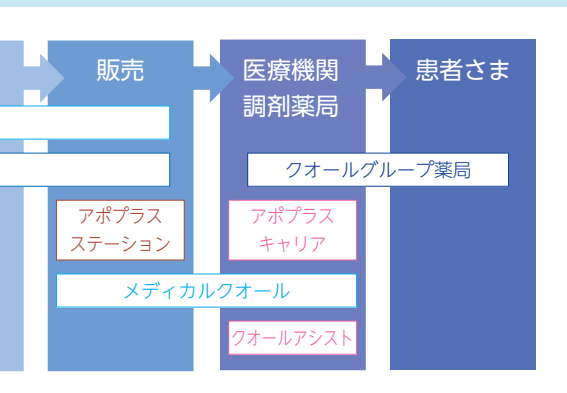 販売
医療機関
調剤薬局
患者さま
クオールグループ薬局
アポプラス
ステーション
アポプラス
キャリア
メディカルクオール
クオールアシスト